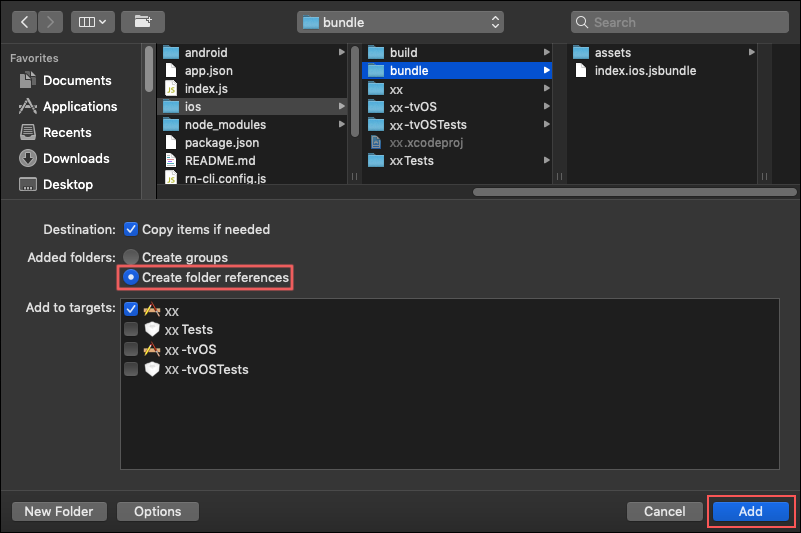 bundle
Search
Favorites
Documents
Applications
Recents
Downloads
Desktop
android
app.json
index.js
ios
node_modules
package.json
README.md
rn-cli.config.js
build
bundle
xx
xx-tvOS
xx-tvOSTests
xx.xcodeproj
xxTests
assets
index.ios.jsbundle
Destination: Copy items if needed
Added folders: Create groups
Create folder references
Add to targets: xx
xx Tests
xx -tvOS
xx -tvOSTests
New Folder Options Cancel Add